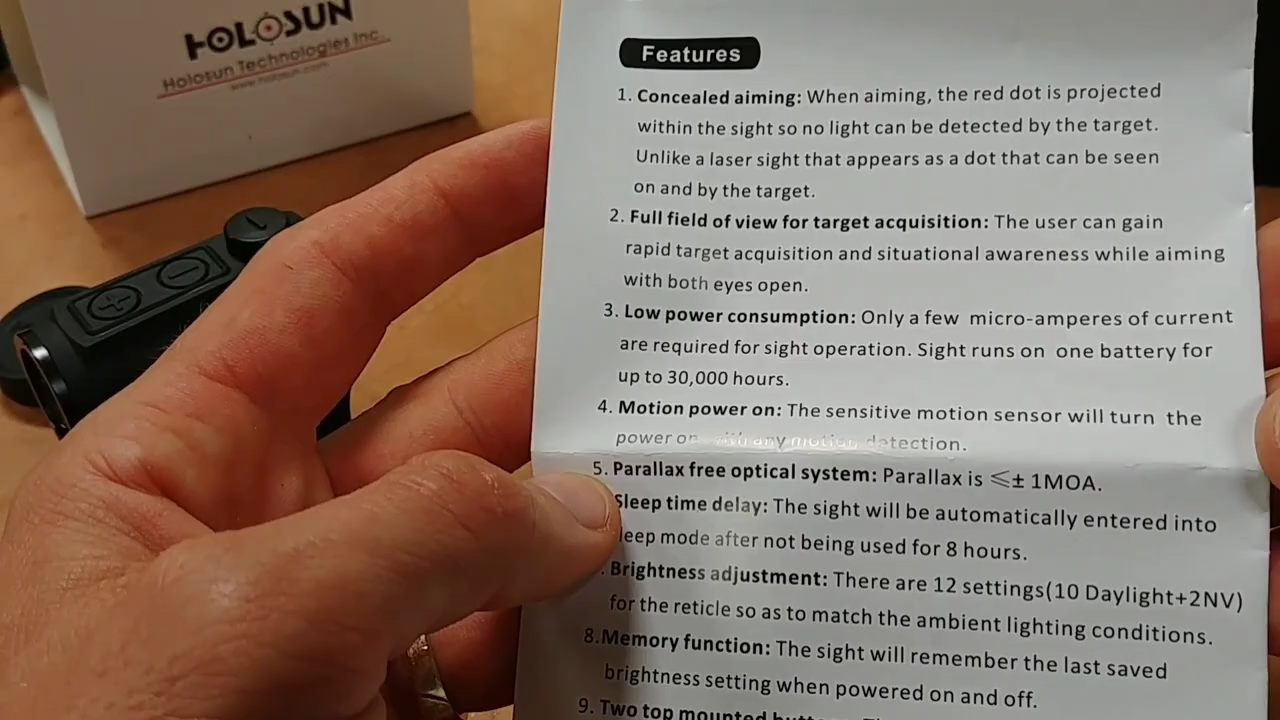 HOLOSUN
Holosun Technologies Inc.
www.holosun.com
Features
1. Concealed aiming: When aiming, the red dot is projected
within the sight so no light can be detected by the target.
Unlike a laser sight that appears as a dot that can be seen
on and by the target.
2. Full field of view for target acquisition: The user can gain
rapid target acquisition and situational awareness while aiming
with both eyes open.
3. Low power consumption: Only a few micro-amperes of current
are required for sight operation. Sight runs on one battery for
up to 30,000 hours.
4. Motion power on: The sensitive motion sensor will turn the
power on with any motion detection.
5. Parallax free optical system: Parallax is ⩽± 1MOA.
Sleep time delay: The sight will be automatically entered into
leep mode after not being used for 8 hours.
. Brightness adjustment: There are 12 settings(10 Daylight+2NV)
for the reticle so as to match the ambient lighting conditions.
8.Memory function: The sight will remember the last saved
brightness setting when powered on and off.
9. Two top mounted